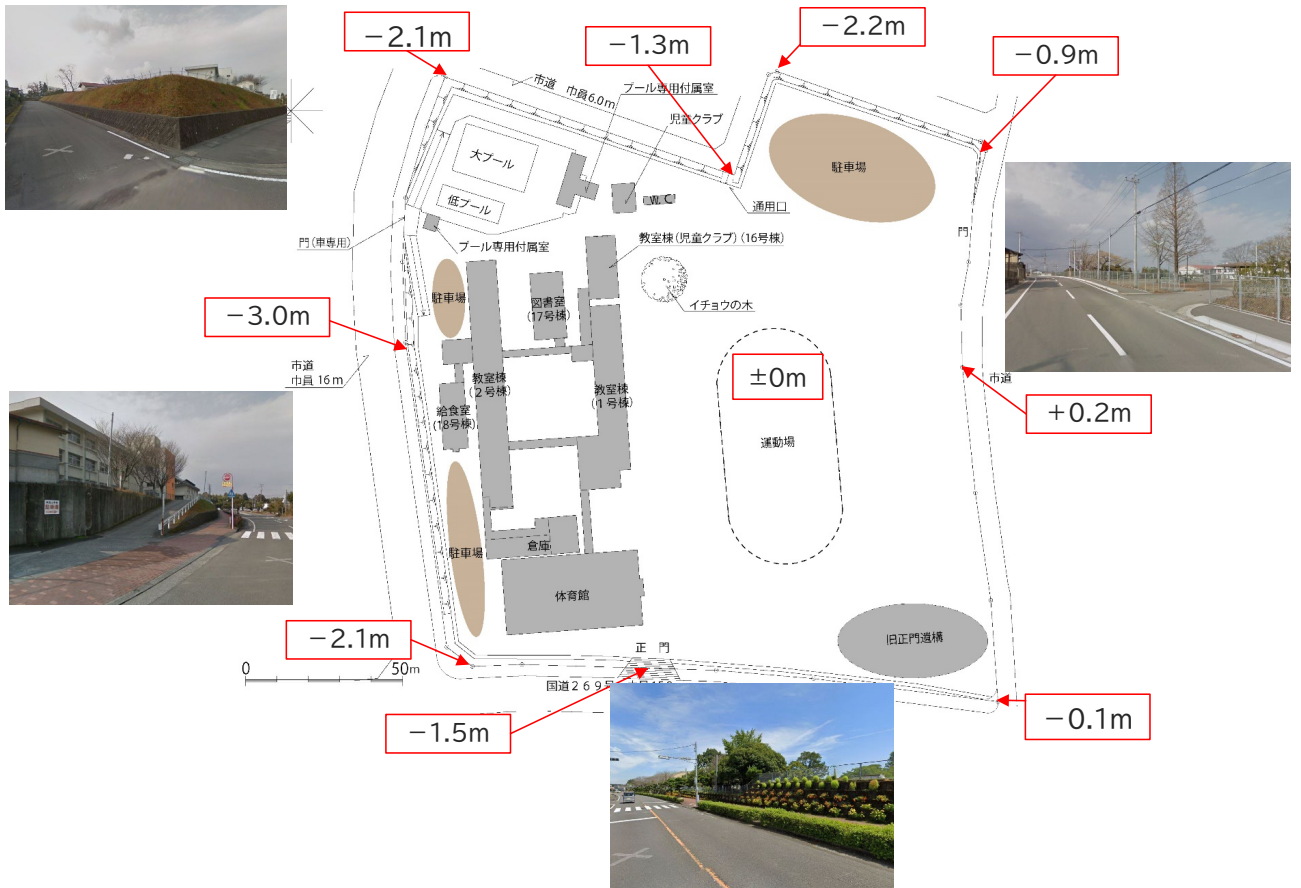 −2.1m
−1.3m
−2.2m
−0.9m
市道 巾員6.0m
プール専用付属室
児童クラブ
大プール
低プール
W.C
駐車場
通用口
門
門(車専用)
プール専用付属室
教室棟(児童クラブ)(16号棟)
駐車場
図書室
(17号棟)
イチョウの木
−3.0m
市道
巾員 16m
教室棟
(2号棟)
教室棟
(1号棟)
±0m
市道
給食室
(18号棟)
+0.2m
運動場
駐車場
倉庫
体育館
旧正門遺構
−2.1m
正 門
0
50m
国道269号
−0.1m
−1.5m